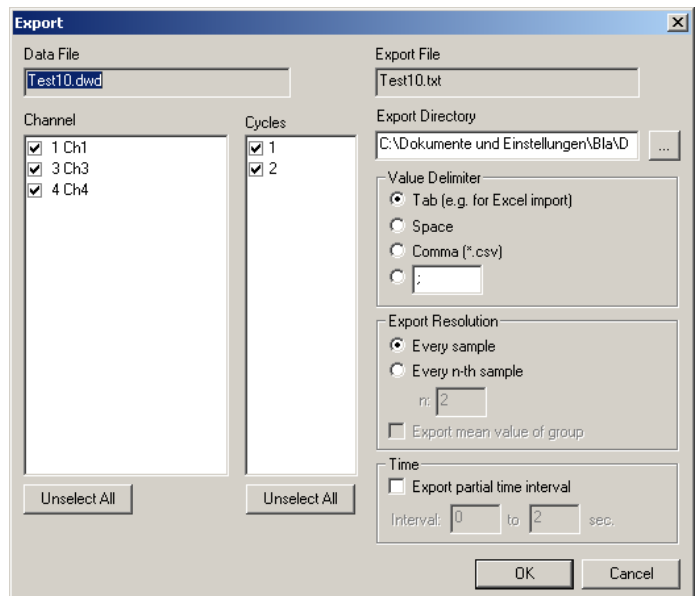 Export
Data File
Test10.dwd
Export File
Test10.txt
Channel
1 Ch1
3 Ch3
4 Ch4
Unselect All
Cycles
1
2
Unselect All
Export Directory
C:\Dokumente und Einstellungen\Bla\D
...
Value Delimiter
Tab (e.g. for Excel import)
Space
Comma (*.csv)
;
Export Resolution
Every sample
Every n-th sample
n: 2
Export mean value of group
Time
Export partial time interval
Interval: 0 to 2 sec.
OK Cancel